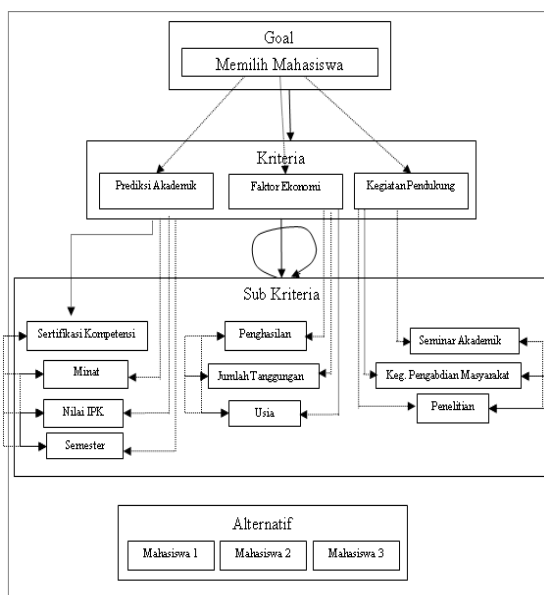 Goal
Memilih Mahasiswa
Kriteria
Prediksi Akademik
Faktor Ekonomi
Kegiatan Pendukung
Sub Kriteria
Sertifikasi Kompetensi
Minat
Nilai IPK
Semester
Penghasilan
Jumlah Tanggungan
Usia
Seminar Akademik
Keg. Pengabdian Masyarakat
Penelitian
Alternatif
Mahasiswa 1
Mahasiswa 2
Mahasiswa 3